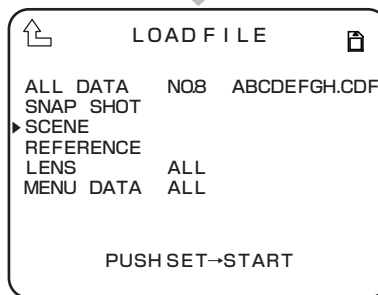 LOAD FILE
ALL DATA NO.8 ABCDEFGH.CDF
SNAP SHOT
SCENE
REFERENCE
LENS ALL
MENU DATA ALL
PUSH SET→START